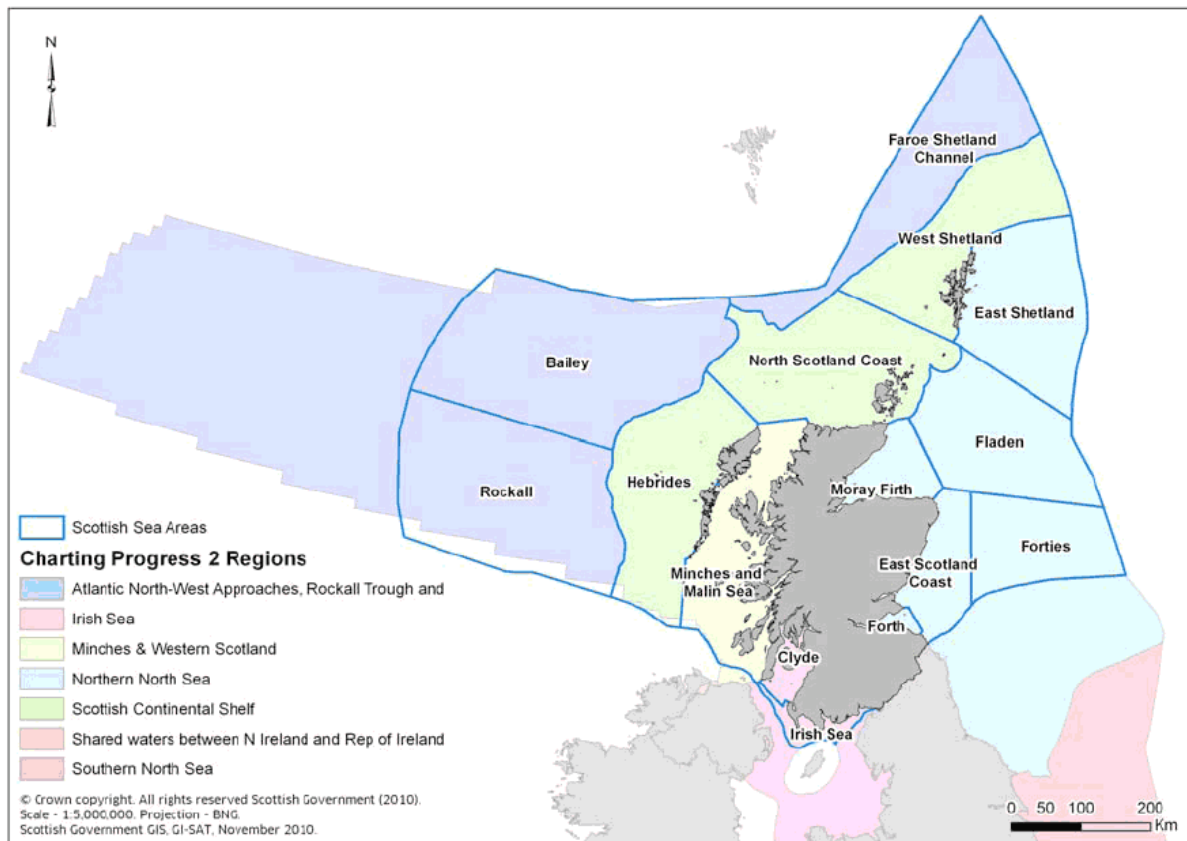 N
Faroe Shetland
Channel
West Shetland
East Shetland
Bailey
North Scotland Coast
Fladen
Rockall
Hebrides
Moray Firth
Forties
East Scotland
Coast
Minches and
Malin Sea
Forth
Clyde
Irish Sea
Scottish Sea Areas
Charting Progress 2 Regions
Atlantic North-West Approaches, Rockall Trough and
Irish Sea
Minches & Western Scotland
Northern North Sea
Scottish Continental Shelf
Shared waters between N Ireland and Rep of Ireland
Southern North Sea
© Crown copyright. All rights reserved Scottish Government (2010).
Scale - 1:5,000,000. Projection - BNG.
Scottish Government GIS, GI-SAT, November 2010.
0 50 100 200
Km